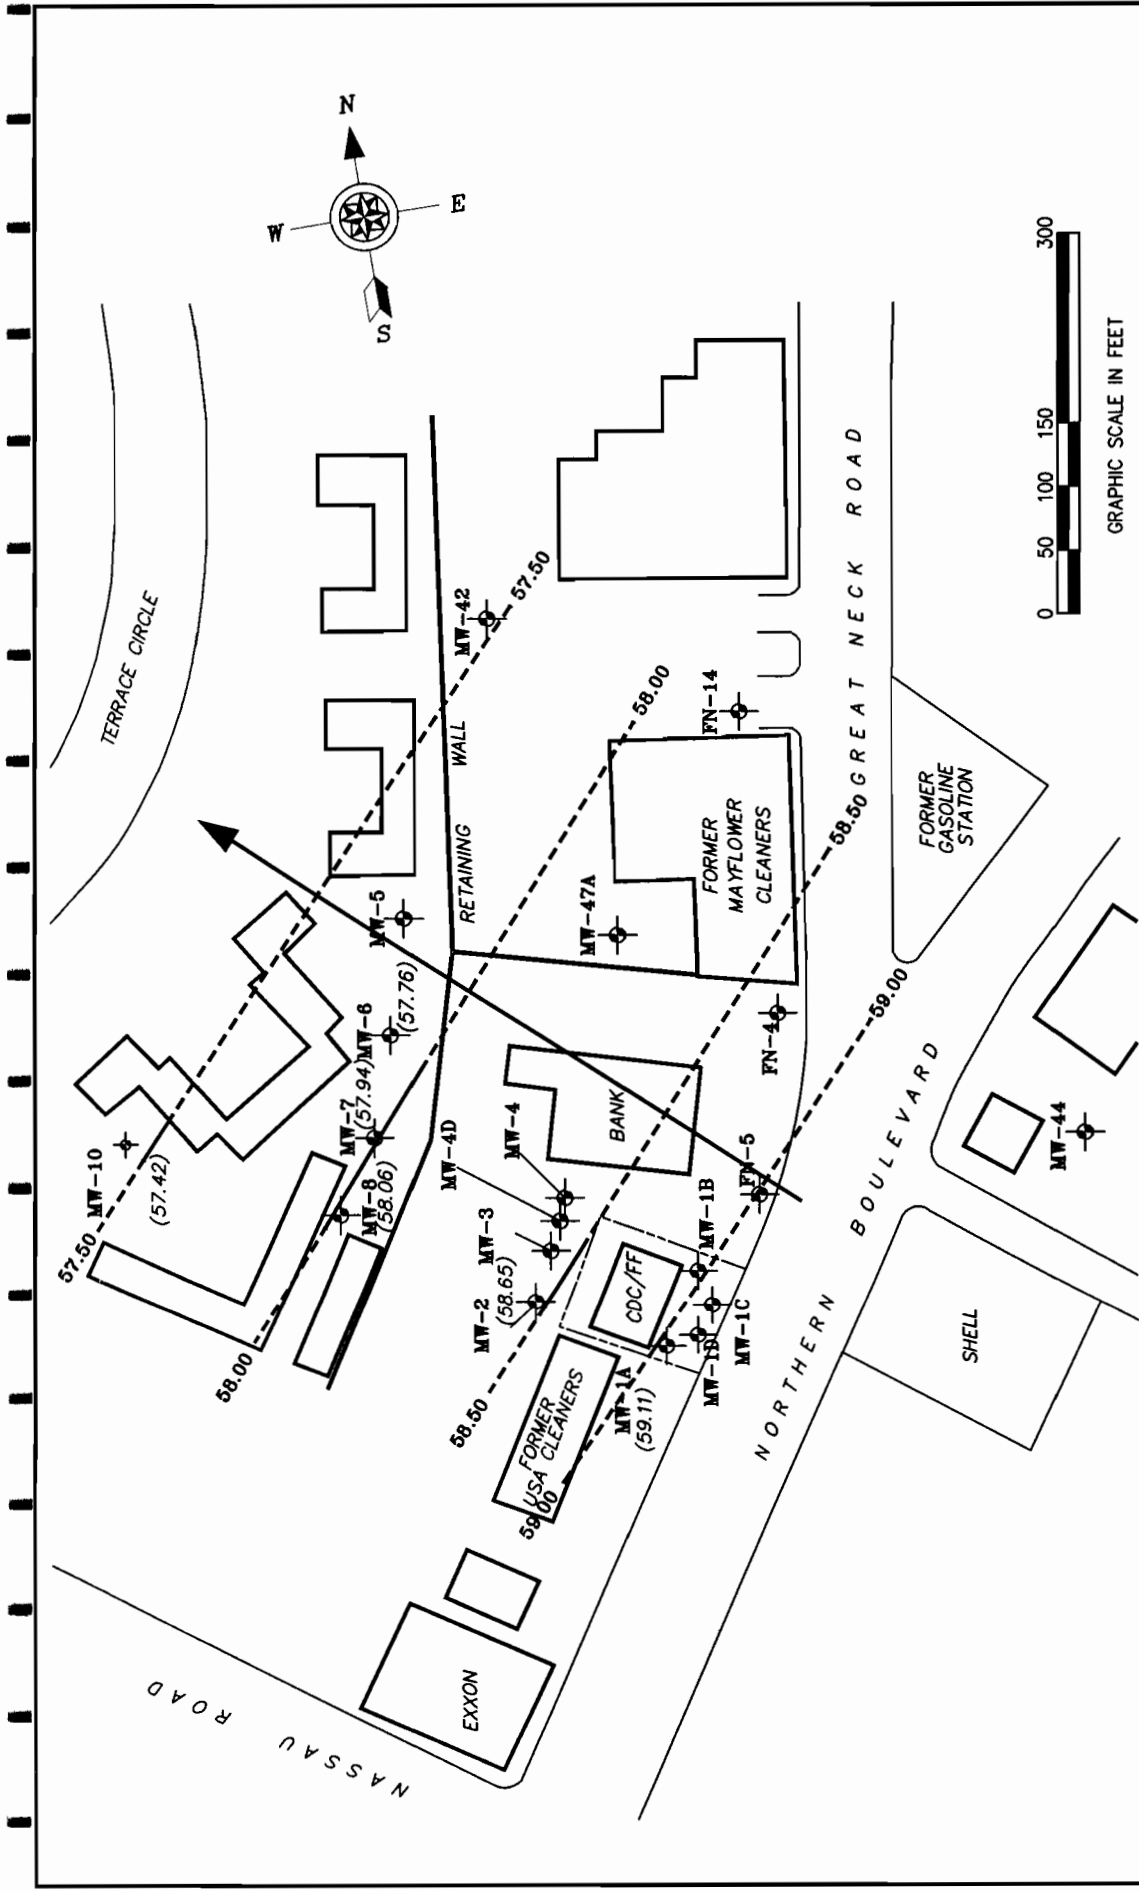 N
W
E
S
TERRACE CIRCLE
MW-42
57.50
RETAINING WALL
58.00
FN-14
GREAT NECK ROAD
58.50
FORMER
GASOLINE
STATION
FORMER
MAYFLOWER
CLEANERS
MW-47A
MW-5
(57.76)
MW-6
(57.94)
MW-7
(58.06)
MW-8
MW-10
(57.42)
57.50
58.00
MW-4D
MW-4
MW-3
MW-2
(58.65)
58.50
BANK
FN-4
59.00
FN-5
MW-1B
CDC/FF
MW-1C
MW-1D
MW-1A
(59.11)
FORMER
USA CLEANERS
59.00
NORTHERN BOULEVARD
MW-44
SHELL
EXXON
NASSAU ROAD
0 50 100 150 300
GRAPHIC SCALE IN FEET